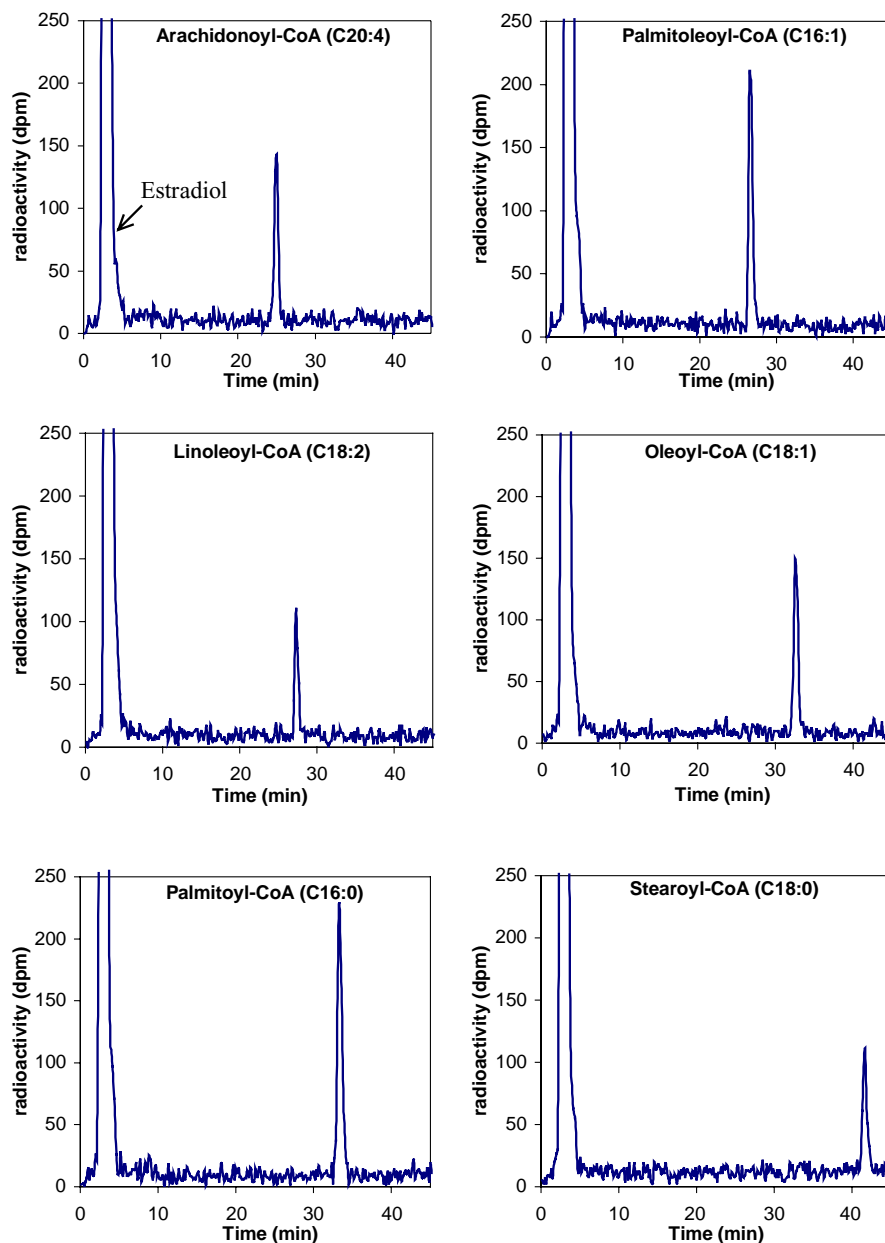 Arachidonoyl-CoA (C20:4)
250
200
150
100
50
0
radioactivity (dpm)
Estradiol
0 10 20 30 40
Time (min)
Palmitoleoyl-CoA (C16:1)
250
200
150
100
50
0
radioactivity (dpm)
0 10 20 30 40
Time (min)
Linoleoyl-CoA (C18:2)
250
200
150
100
50
0
radioactivity (dpm)
0 10 20 30 40
Time (min)
Oleoyl-CoA (C18:1)
250
200
150
100
50
0
radioactivity (dpm)
0 10 20 30 40
Time (min)
Palmitoyl-CoA (C16:0)
250
200
150
100
50
0
radioactivity (dpm)
0 10 20 30 40
Time (min)
Stearoyl-CoA (C18:0)
250
200
150
100
50
0
radioactivity (dpm)
0 10 20 30 40
Time (min)